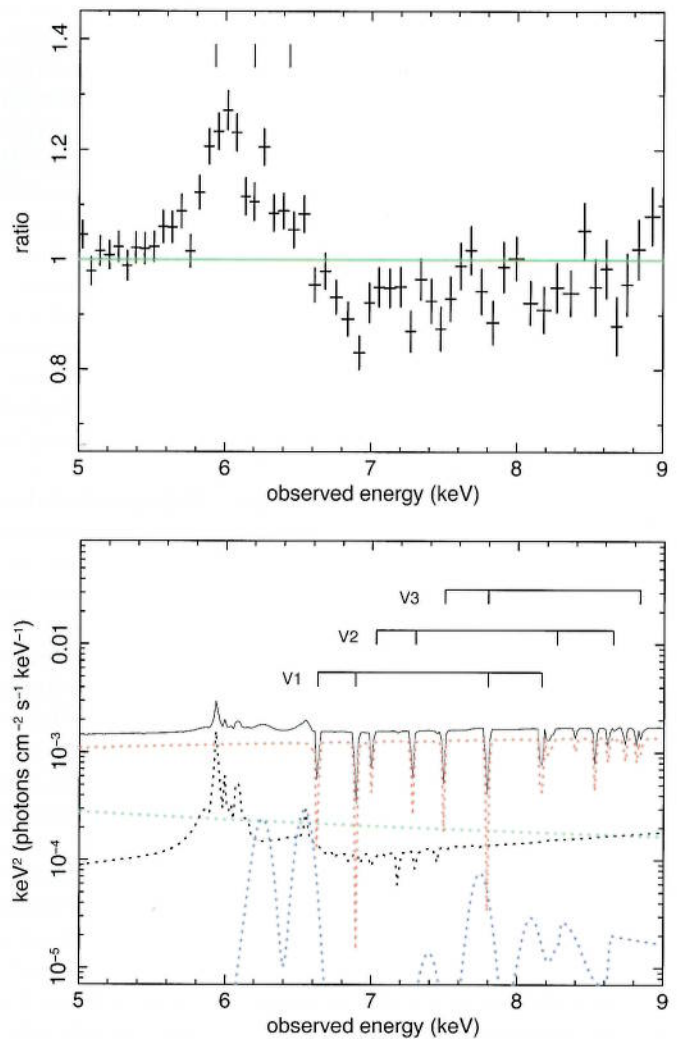 1.4
1.2
1
0.8
ratio
5 6 7 8 9
observed energy (keV)
V3
V2
V1
0.01
10⁻³
10⁻⁴
10⁻⁵
keV² (photons cm⁻² s⁻¹ keV⁻¹)
5 6 7 8 9
observed energy (keV)